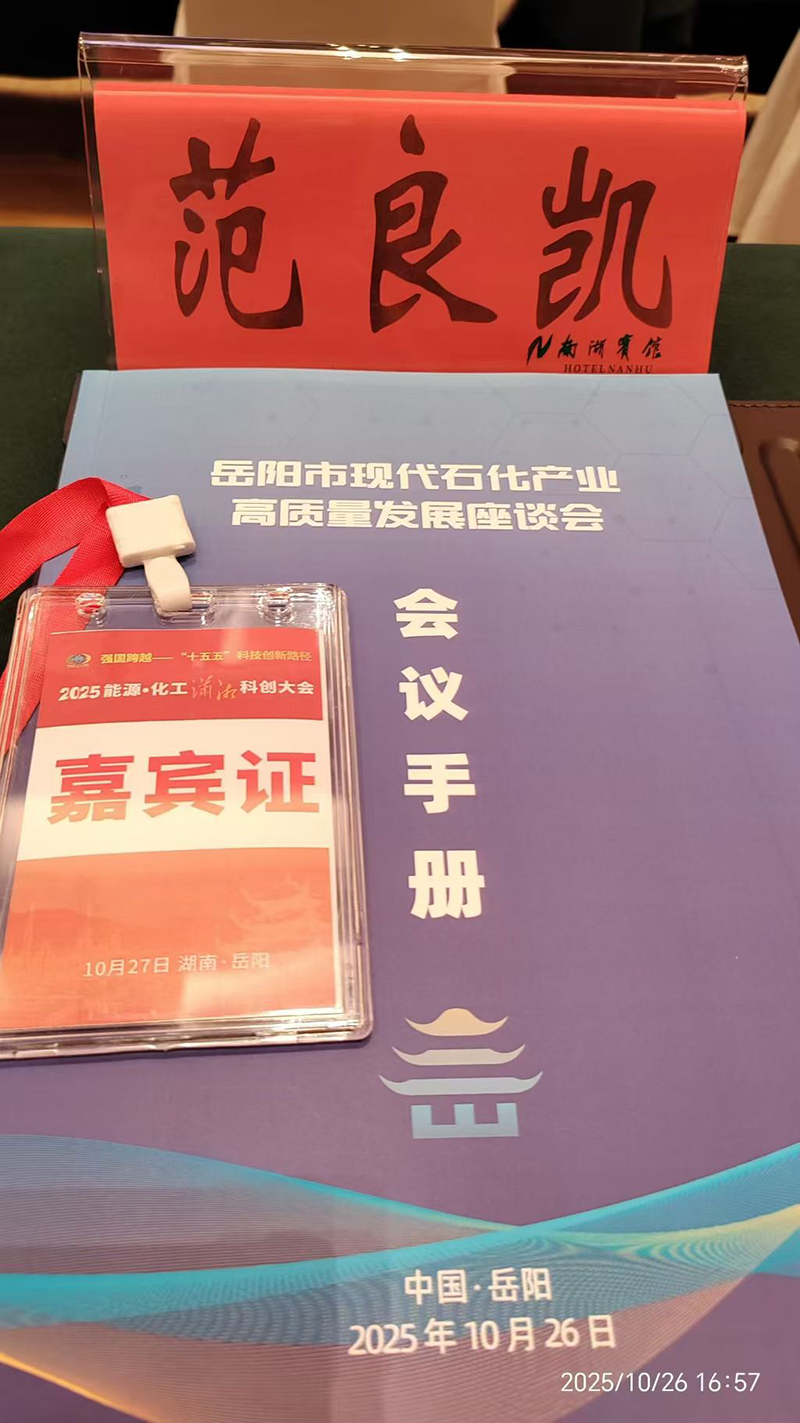 范良凯
南湖宾馆
HOTEL NANHU
岳阳市现代石化产业
高质量发展座谈会
会
议
手
册
强国跨越——“十五五”科技创新路径
2025能源·化工潇湘科创大会
嘉宾证
10月27日 湖南·岳阳
中国·岳阳
2025年10月26日
2025/10/26 16:57